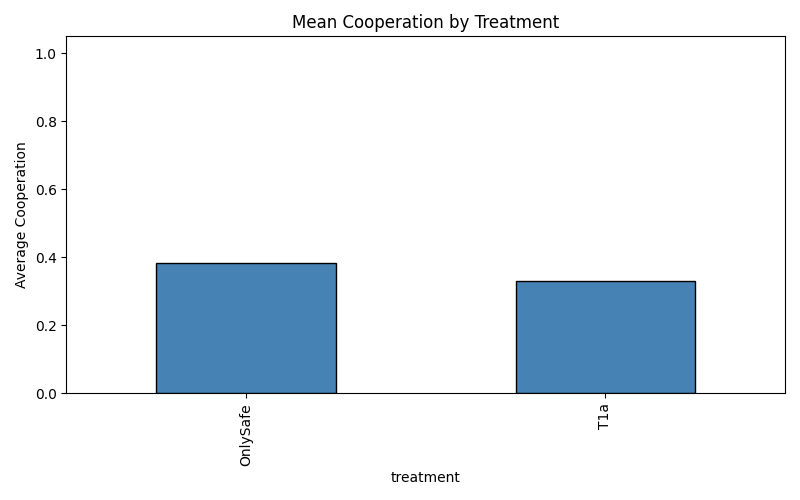 Mean Cooperation by Treatment
Average Cooperation
1.0
0.8
0.6
0.4
0.2
0.0
OnlySafe
T1a
treatment